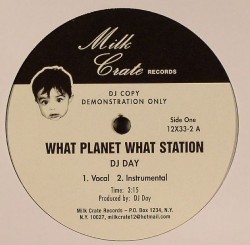 Milk
Crate RECORDS
DJ COPY
DEMONSTRATION ONLY
Side One
12X33-2 A
WHAT PLANET WHAT STATION
DJ DAY
1. Vocal 2. Instrumental
Time: 3:15
Produced by: DJ Day
Milk Crate Records - P.O. Box 1234, N.Y.
N.Y. 10027, milkcrate12@hotmail.com